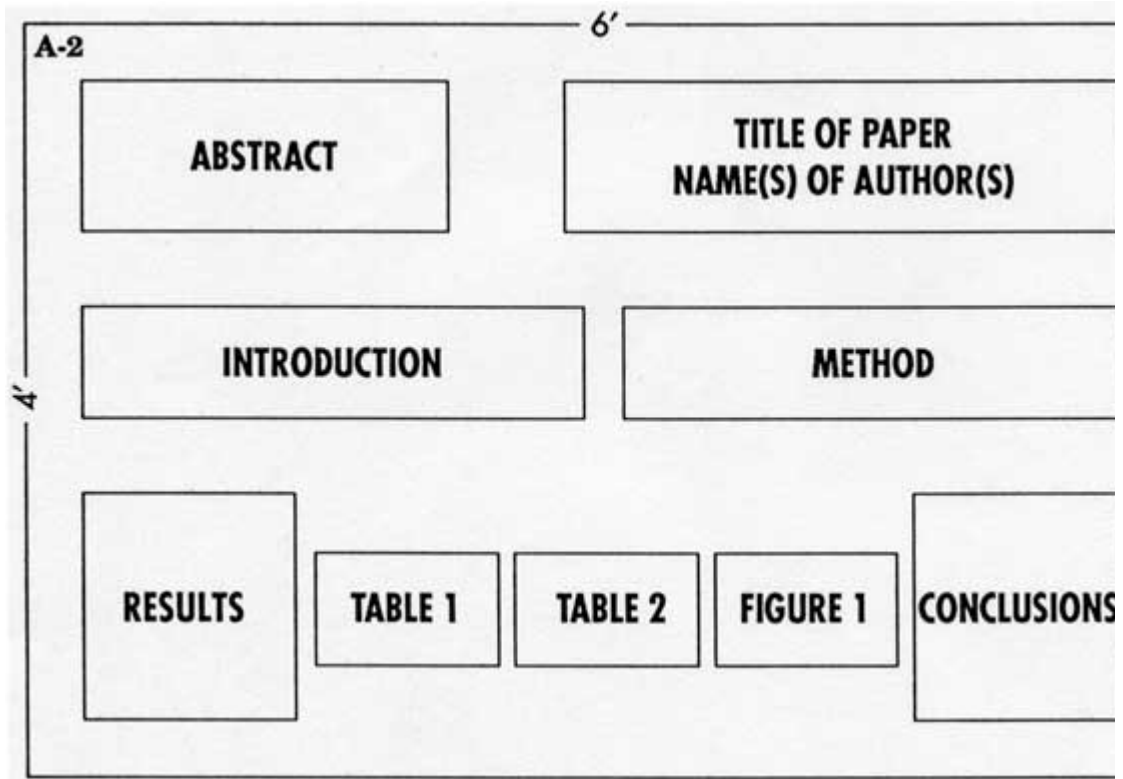 6′
A-2
ABSTRACT
TITLE OF PAPER
NAME(S) OF AUTHOR(S)
4′
INTRODUCTION
METHOD
RESULTS
TABLE 1
TABLE 2
FIGURE 1
CONCLUSIONS